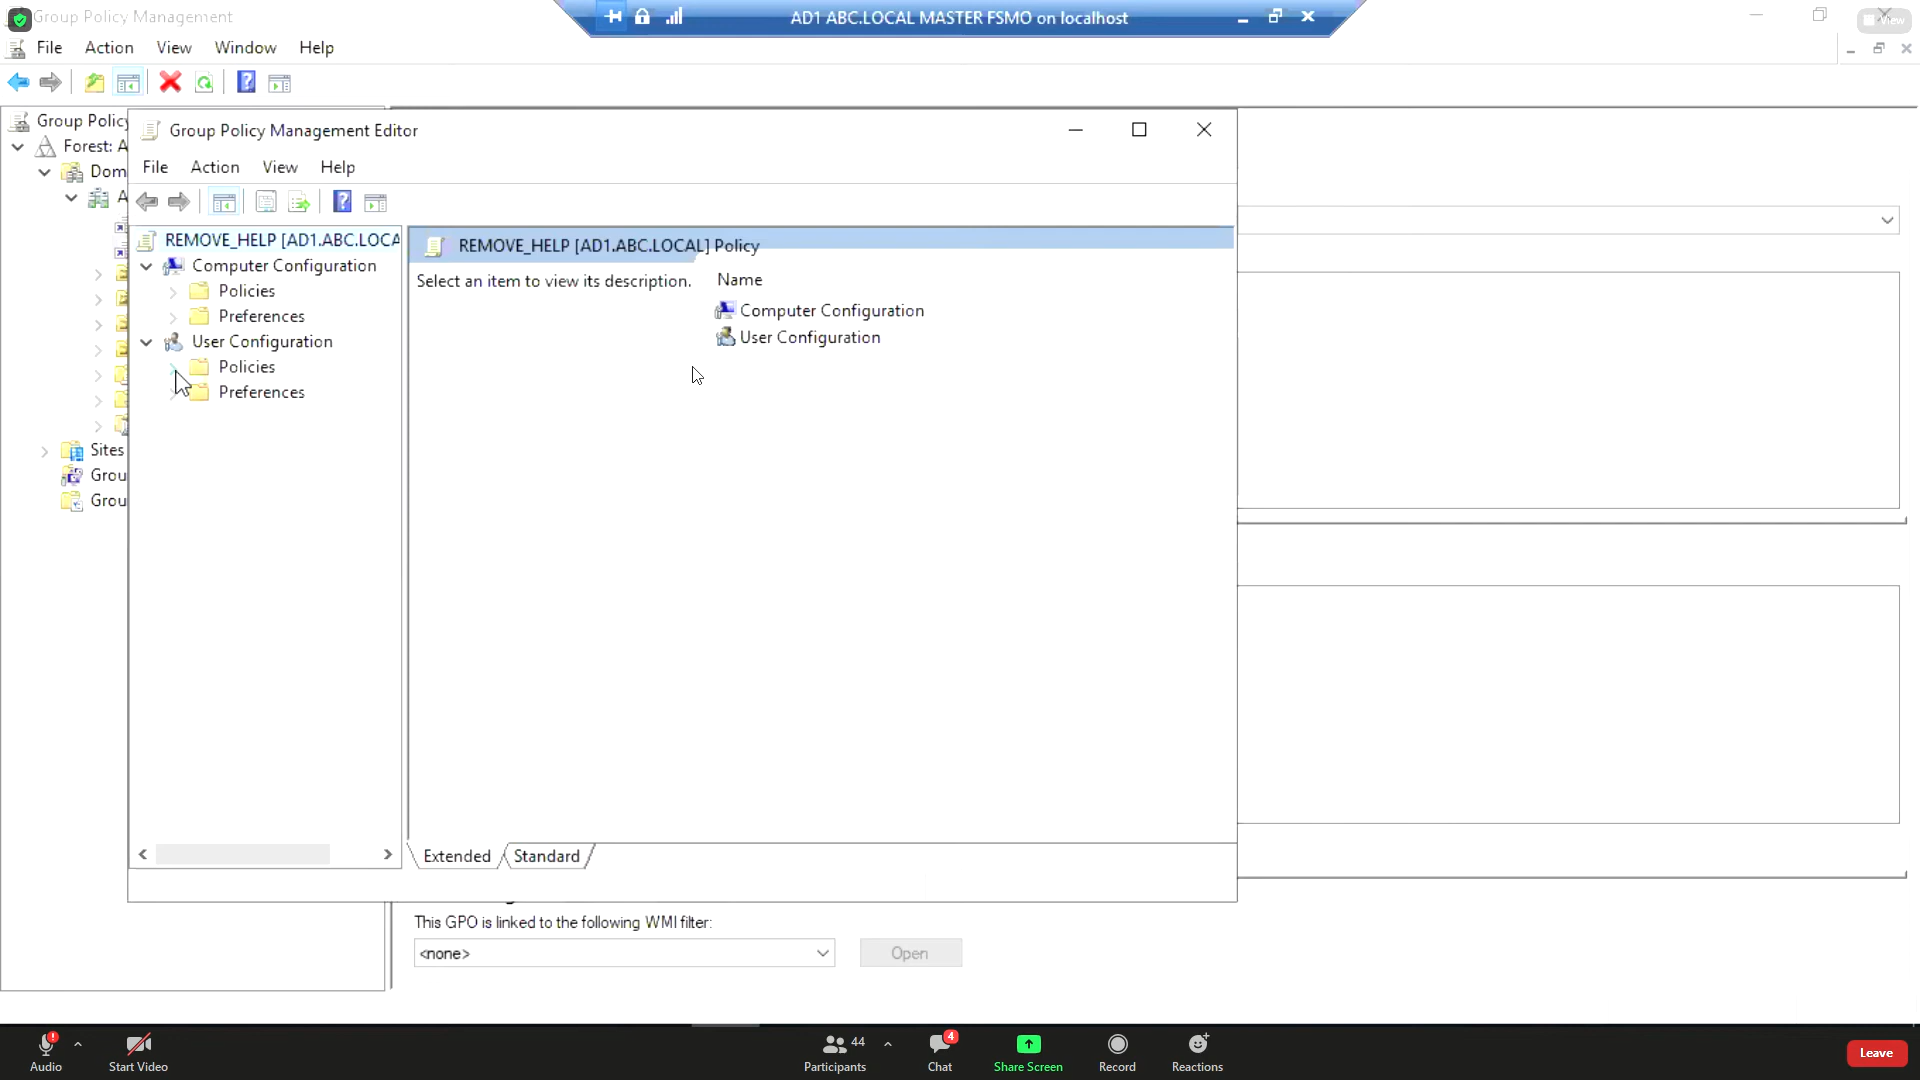 Group Policy Management
AD1 ABC.LOCAL MASTER FSMO on localhost
View
File Action View Window Help
Group Policy
Forest: A
Dom
A
Sites
Grou
Grou
Group Policy Management Editor
File Action View Help
REMOVE_HELP [AD1.ABC.LOCA
Computer Configuration
Policies
Preferences
User Configuration
Policies
Preferences
REMOVE_HELP [AD1.ABC.LOCAL] Policy
Select an item to view its description.
Name
Computer Configuration
User Configuration
Extended Standard
This GPO is linked to the following WMI filter:
<none>
Open
Audio
Start Video
44
Participants
4
Chat
Share Screen
Record
Reactions
Leave